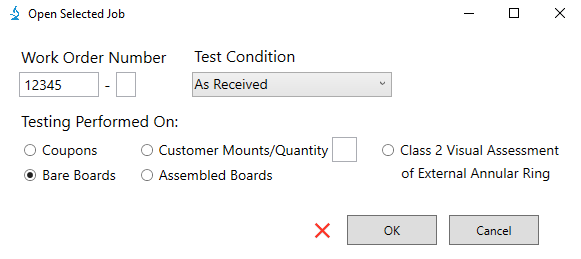 Open Selected Job
Work Order Number Test Condition
12345 - As Received
Testing Performed On:
Coupons Customer Mounts/Quantity Class 2 Visual Assessment
of External Annular Ring
Bare Boards Assembled Boards
OK Cancel